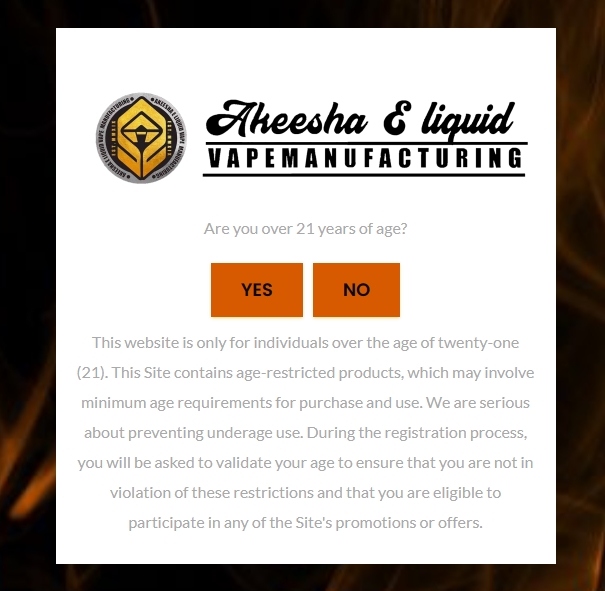 Akeesha E liquid
VAPEMANUFACTURING
Are you over 21 years of age?
YES NO
This website is only for individuals over the age of twenty-one
(21). This Site contains age-restricted products, which may involve
minimum age requirements for purchase and use. We are serious
about preventing underage use. During the registration process,
you will be asked to validate your age to ensure that you are not in
violation of these restrictions and that you are eligible to
participate in any of the Site's promotions or offers.